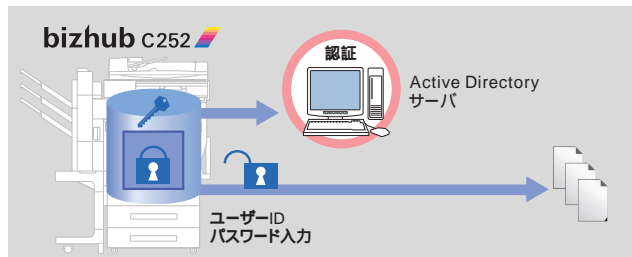 bizhub C252
認証
Active Directory
サーバ
ユーザーID
パスワード入力